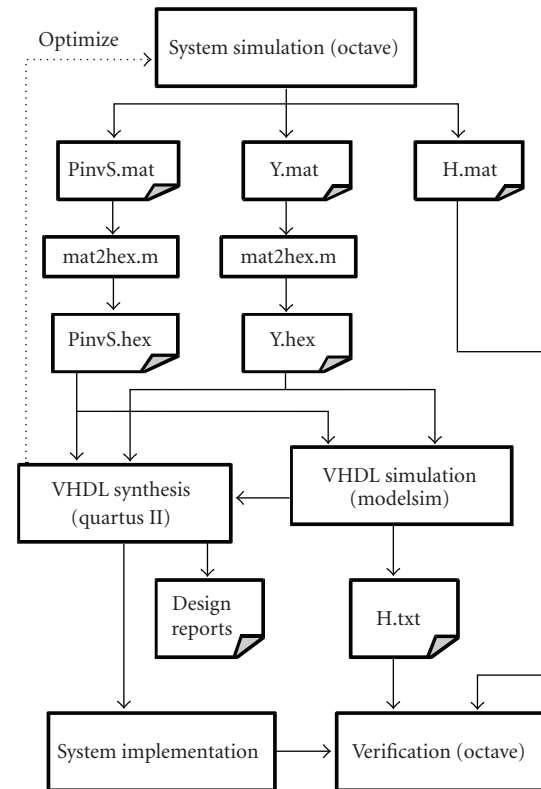 Optimize
System simulation (octave)
PinvS.mat
Y.mat
H.mat
mat2hex.m
mat2hex.m
PinvS.hex
Y.hex
VHDL synthesis
(quartus II)
VHDL simulation
(modelsim)
Design
reports
H.txt
System implementation
Verification (octave)